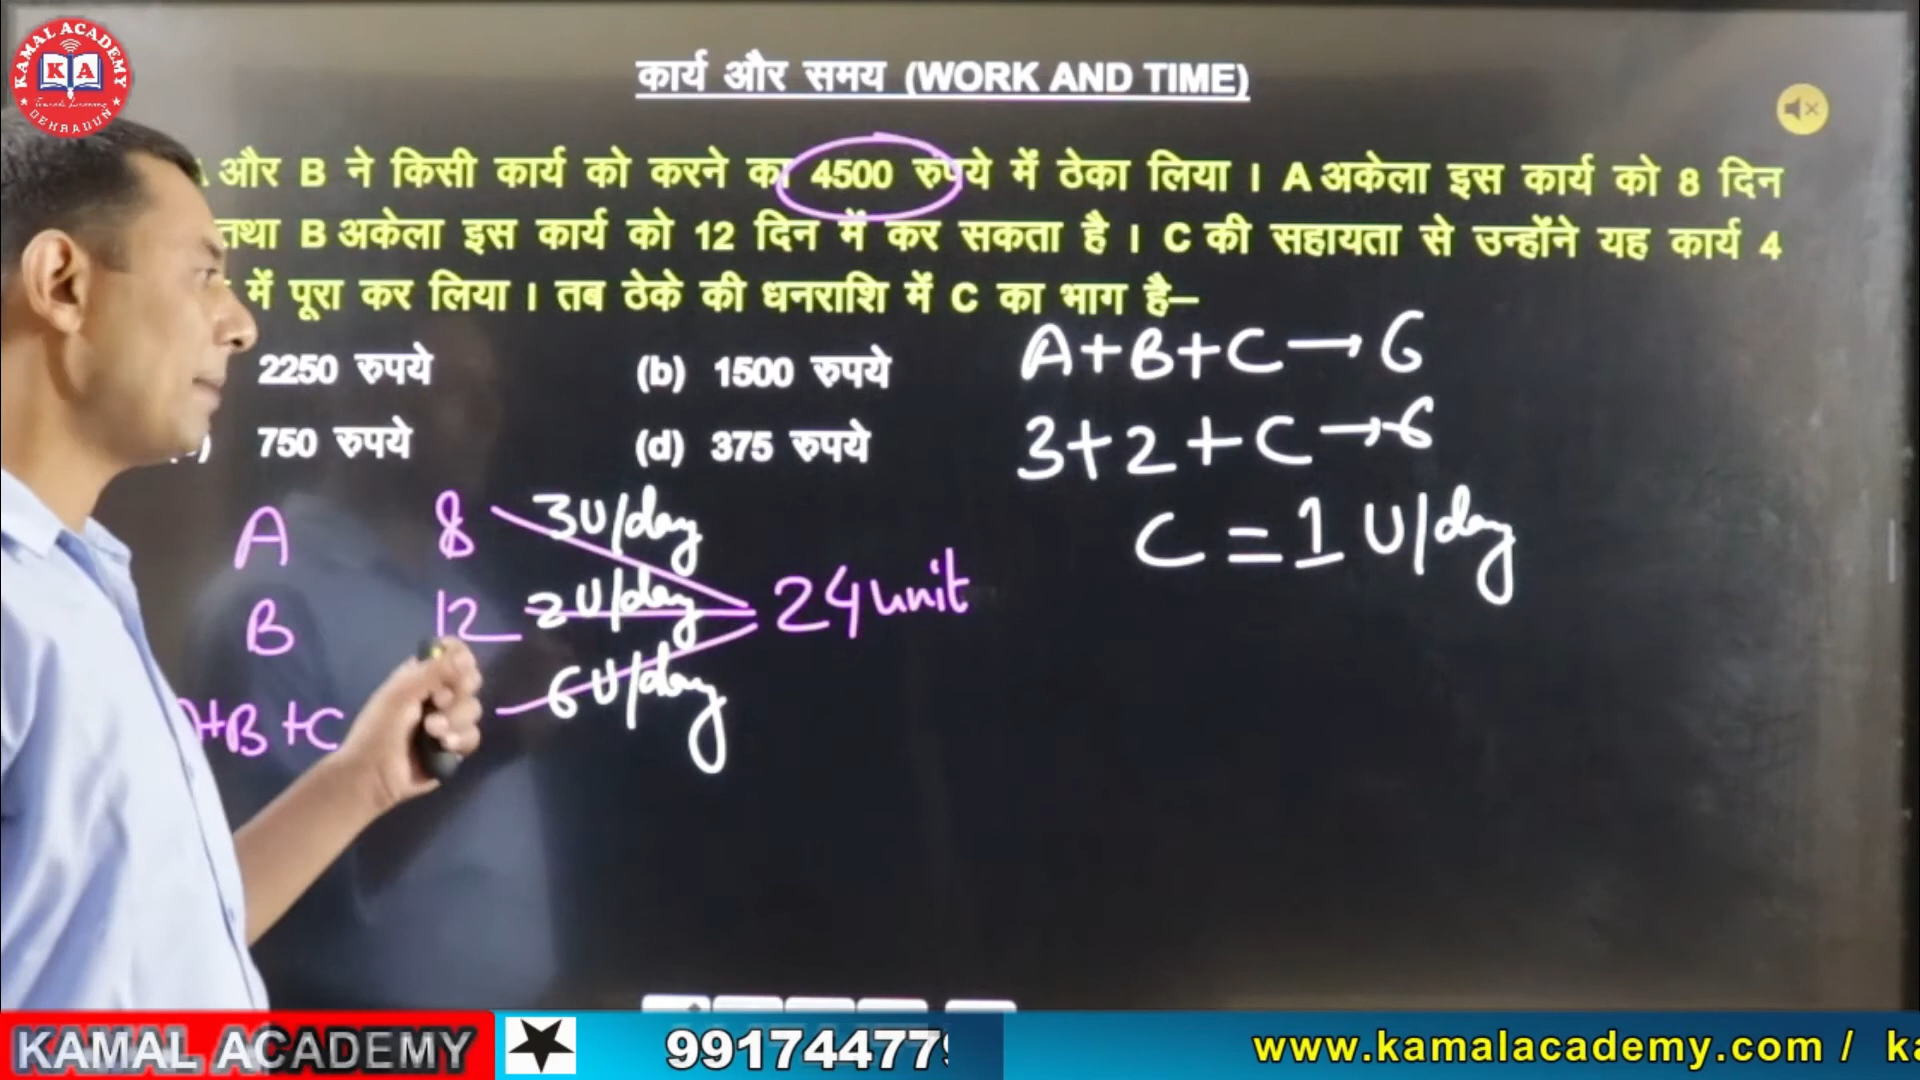 KAMAL ACADEMY
KA
DEHRADUN
कार्य और समय (WORK AND TIME)
और B ने किसी कार्य को करने का 4500 रुपये में ठेका लिया । A अकेला इस कार्य को 8 दिन
तथा B अकेला इस कार्य को 12 दिन में कर सकता है । C की सहायता से उन्होंने यह कार्य 4
में पूरा कर लिया । तब ठेके की धनराशि में C का भाग है–
2250 रुपये (b) 1500 रुपये
750 रुपये (d) 375 रुपये
A+B+C→6
3+2+C→6
C=1 U/day
A 8 3U/day
B 12 2U/day 24 unit
+B+C 6U/day
KAMAL ACADEMY ★ 991744779 www.kamalacademy.com /